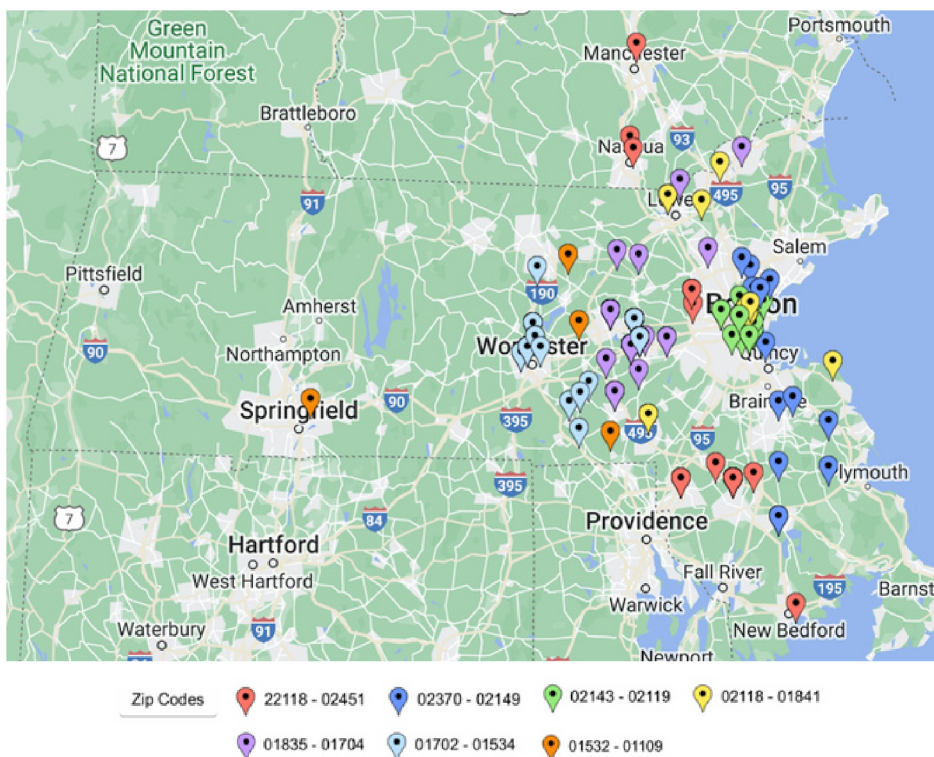 Green
Mountain
National Forest
Portsmouth
Manchester
Brattleboro
7
93
Nashua
91
495
95
Lowell
Salem
Pittsfield
190
Amherst
Boston
Northampton
90
Worcester
Quincy
Springfield
90
Braintree
395
495
95
395
Plymouth
7
84
Providence
Hartford
West Hartford
Fall River
195
Barnst
Warwick
91
New Bedford
Waterbury
Newport
Zip Codes
22118 - 02451
02370 - 02149
02143 - 02119
02118 - 01841
01835 - 01704
01702 - 01534
01532 - 01109